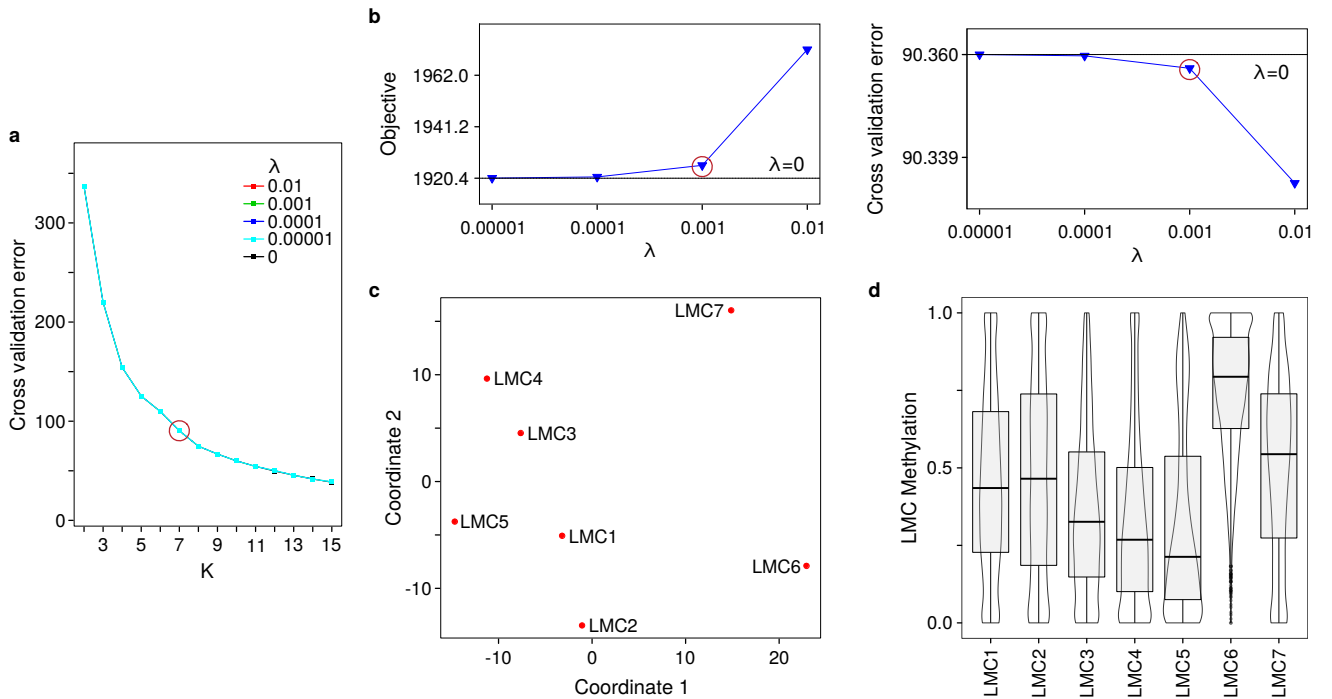 a
λ
0.01
0.001
0.0001
0.00001
0
Cross validation error
300
200
100
0
3 5 7 9 11 13 15
K
b
Objective
1962.0
1941.2
1920.4
λ=0
0.00001 0.0001 0.001 0.01
λ
Cross validation error
90.360
90.339
λ=0
0.00001 0.0001 0.001 0.01
λ
c
Coordinate 2
10
0
-10
LMC7
LMC4
LMC3
LMC5
LMC1
LMC6
LMC2
-10 0 10 20
Coordinate 1
d
LMC Methylation
1.0
0.5
0.0
LMC1
LMC2
LMC3
LMC4
LMC5
LMC6
LMC7